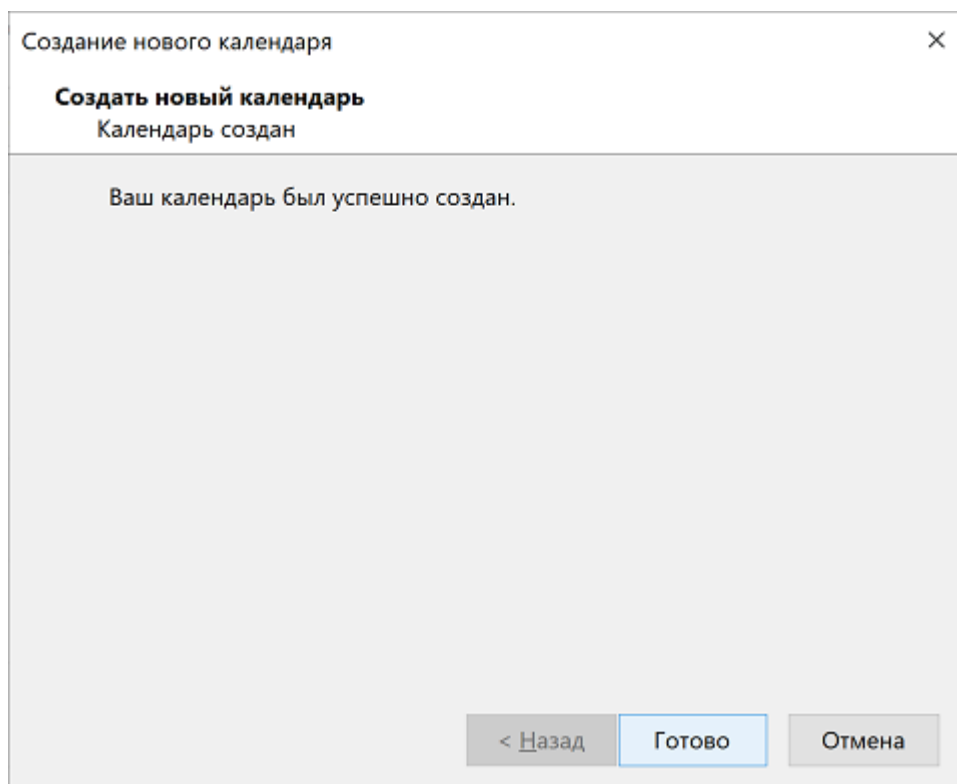 Создание нового календаря
Создать новый календарь
Календарь создан
Ваш календарь был успешно создан.
< Назад Готово Отмена